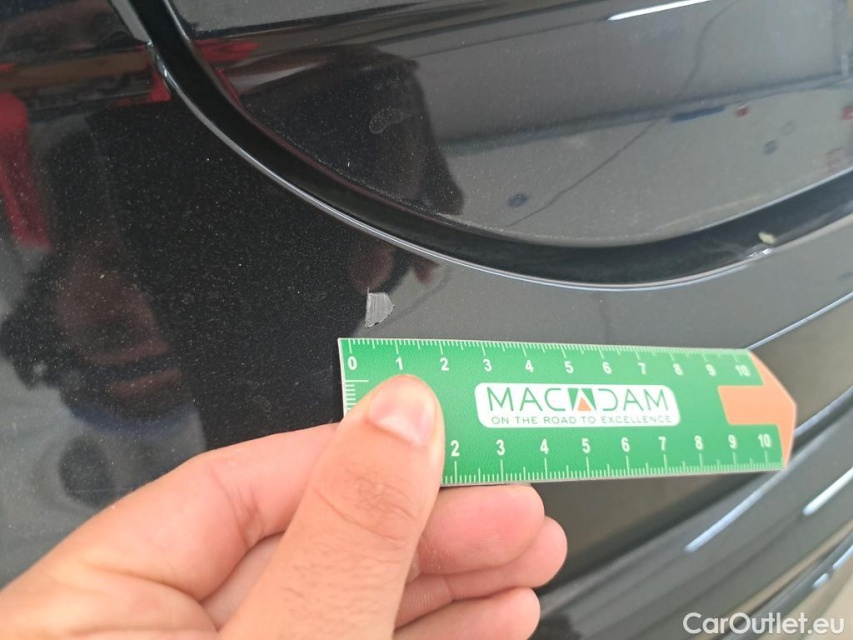 0 1 2 3 4 5 6 7 8 9 10
MACADAM
ON THE ROAD TO EXCELLENCE
2 3 4 5 6 7 8 9 10
CarOutlet.eu